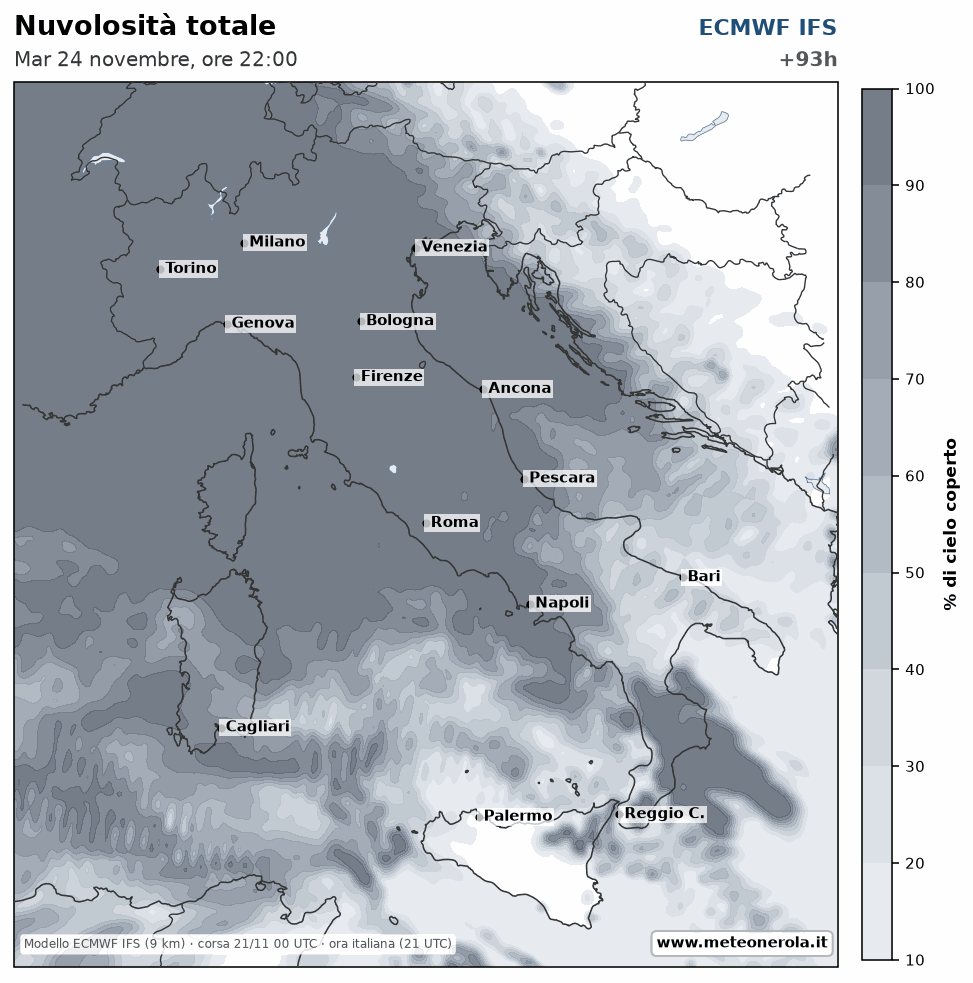 Nuvolosità totale
ECMWF IFS
Mar 24 novembre, ore 22:00
+93h
100
90
80
70
60
50
40
30
20
10
% di cielo coperto
Milano
Venezia
Torino
Genova
Bologna
Firenze
Ancona
Pescara
Roma
Bari
Napoli
Cagliari
Palermo
Reggio C.
Modello ECMWF IFS (9 km) · corsa 21/11 00 UTC · ora italiana (21 UTC)
www.meteonerola.it